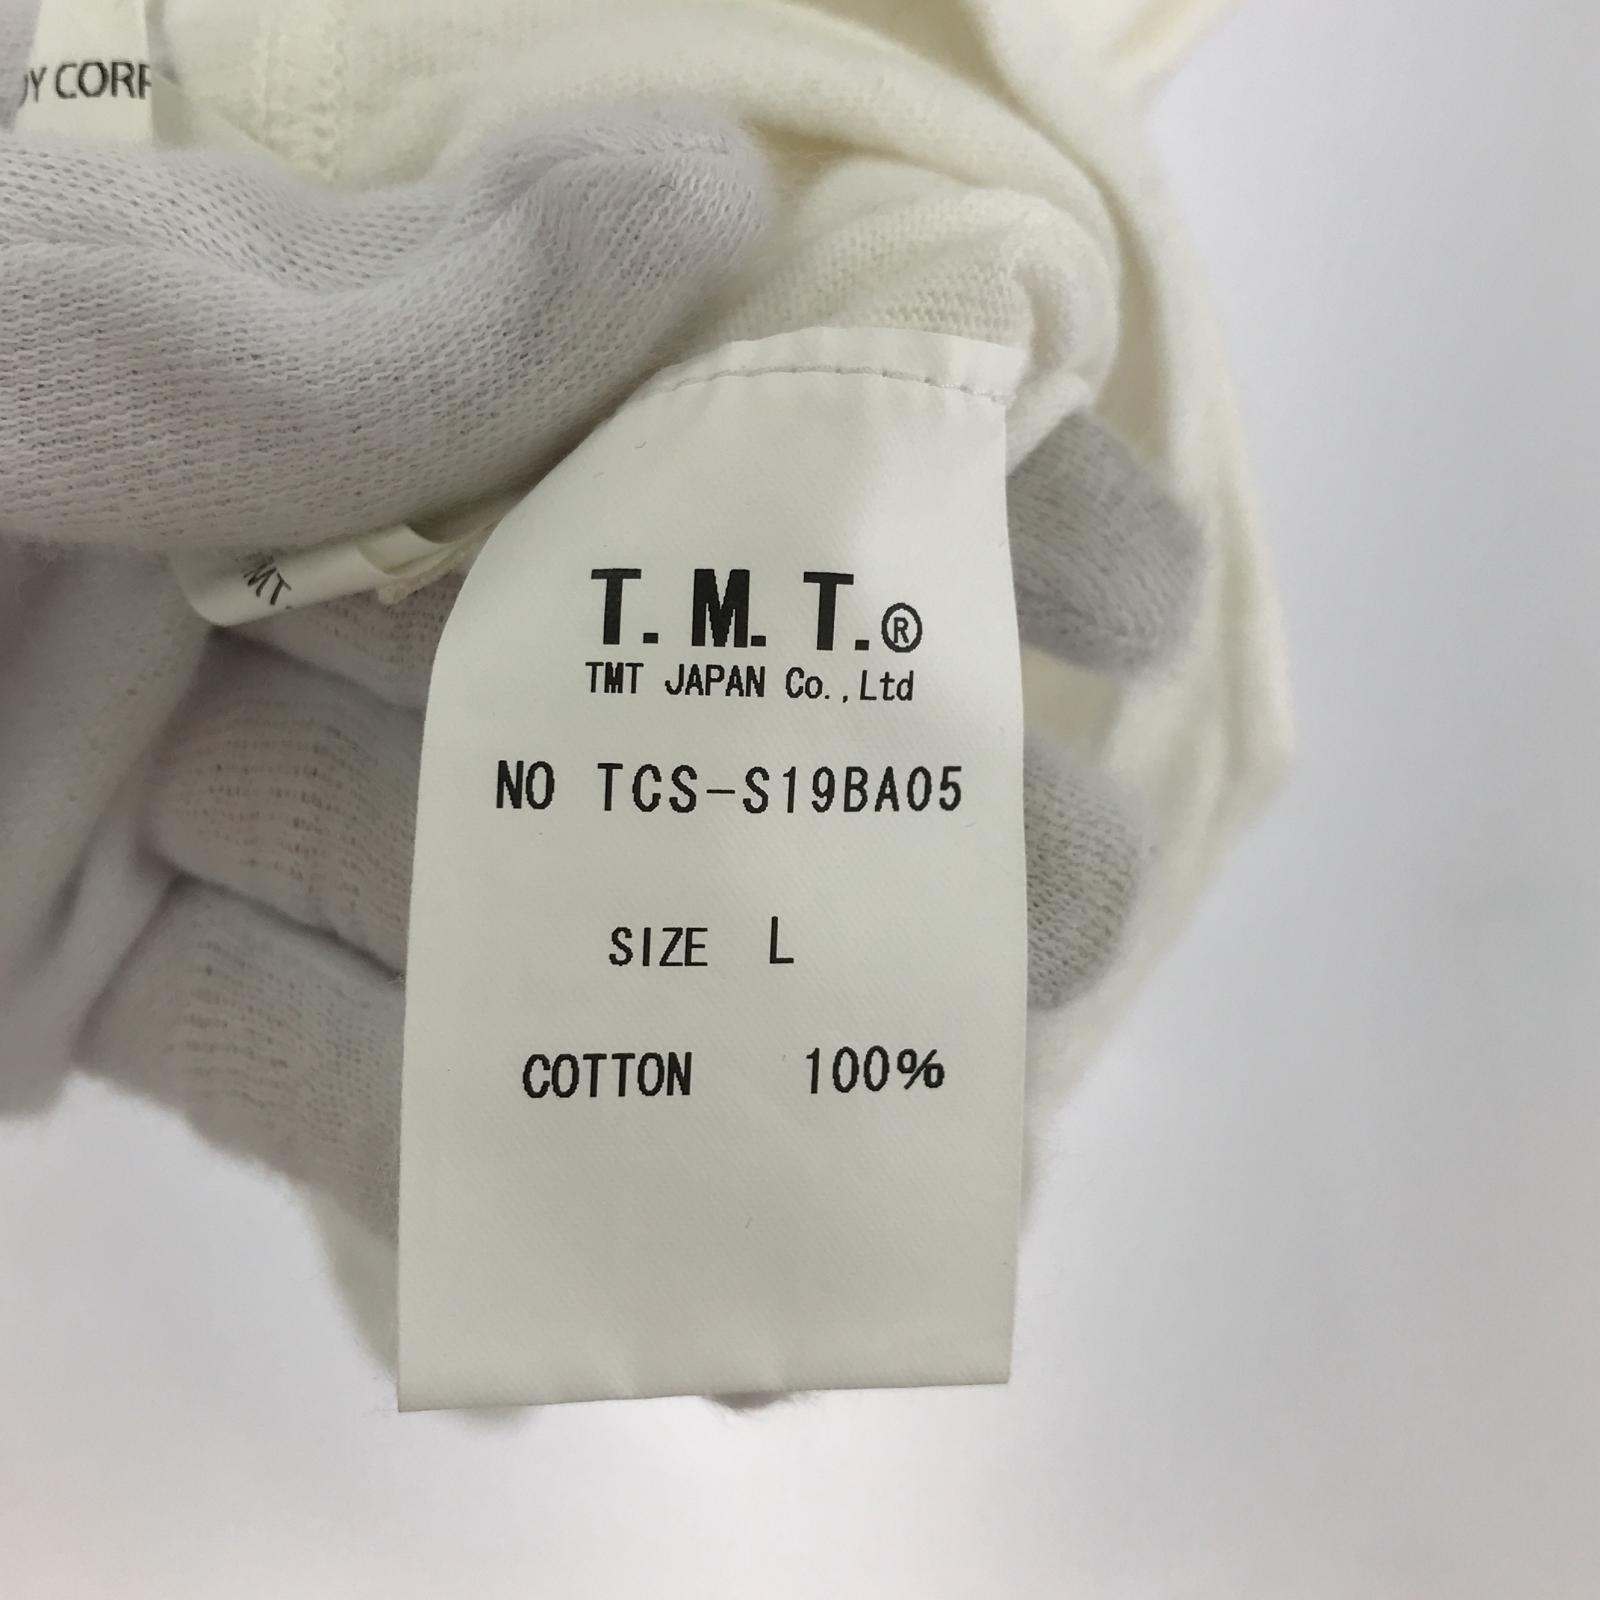 CORP
T.M.T.®
TMT JAPAN Co.,Ltd
NO TCS-S19BA05
SIZE L
COTTON 100%